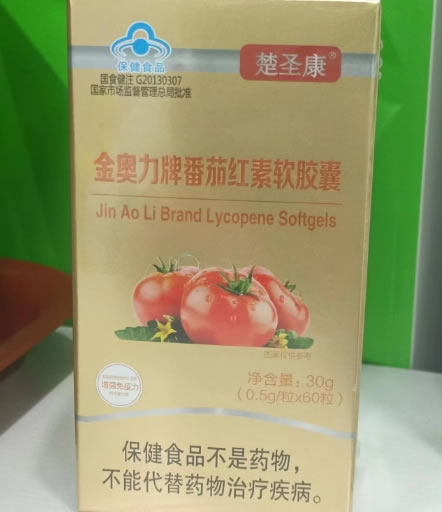 保健食品
国食健注 G20130307
国家市场监督管理总局批准
楚圣康®
金奥力牌番茄红素软胶囊
Jin Ao Li Brand Lycopene Softgels
图案仅供参考
增强免疫力
净含量：30g
（0.5g/粒x60粒）
保健食品不是药物，
不能代替药物治疗疾病。